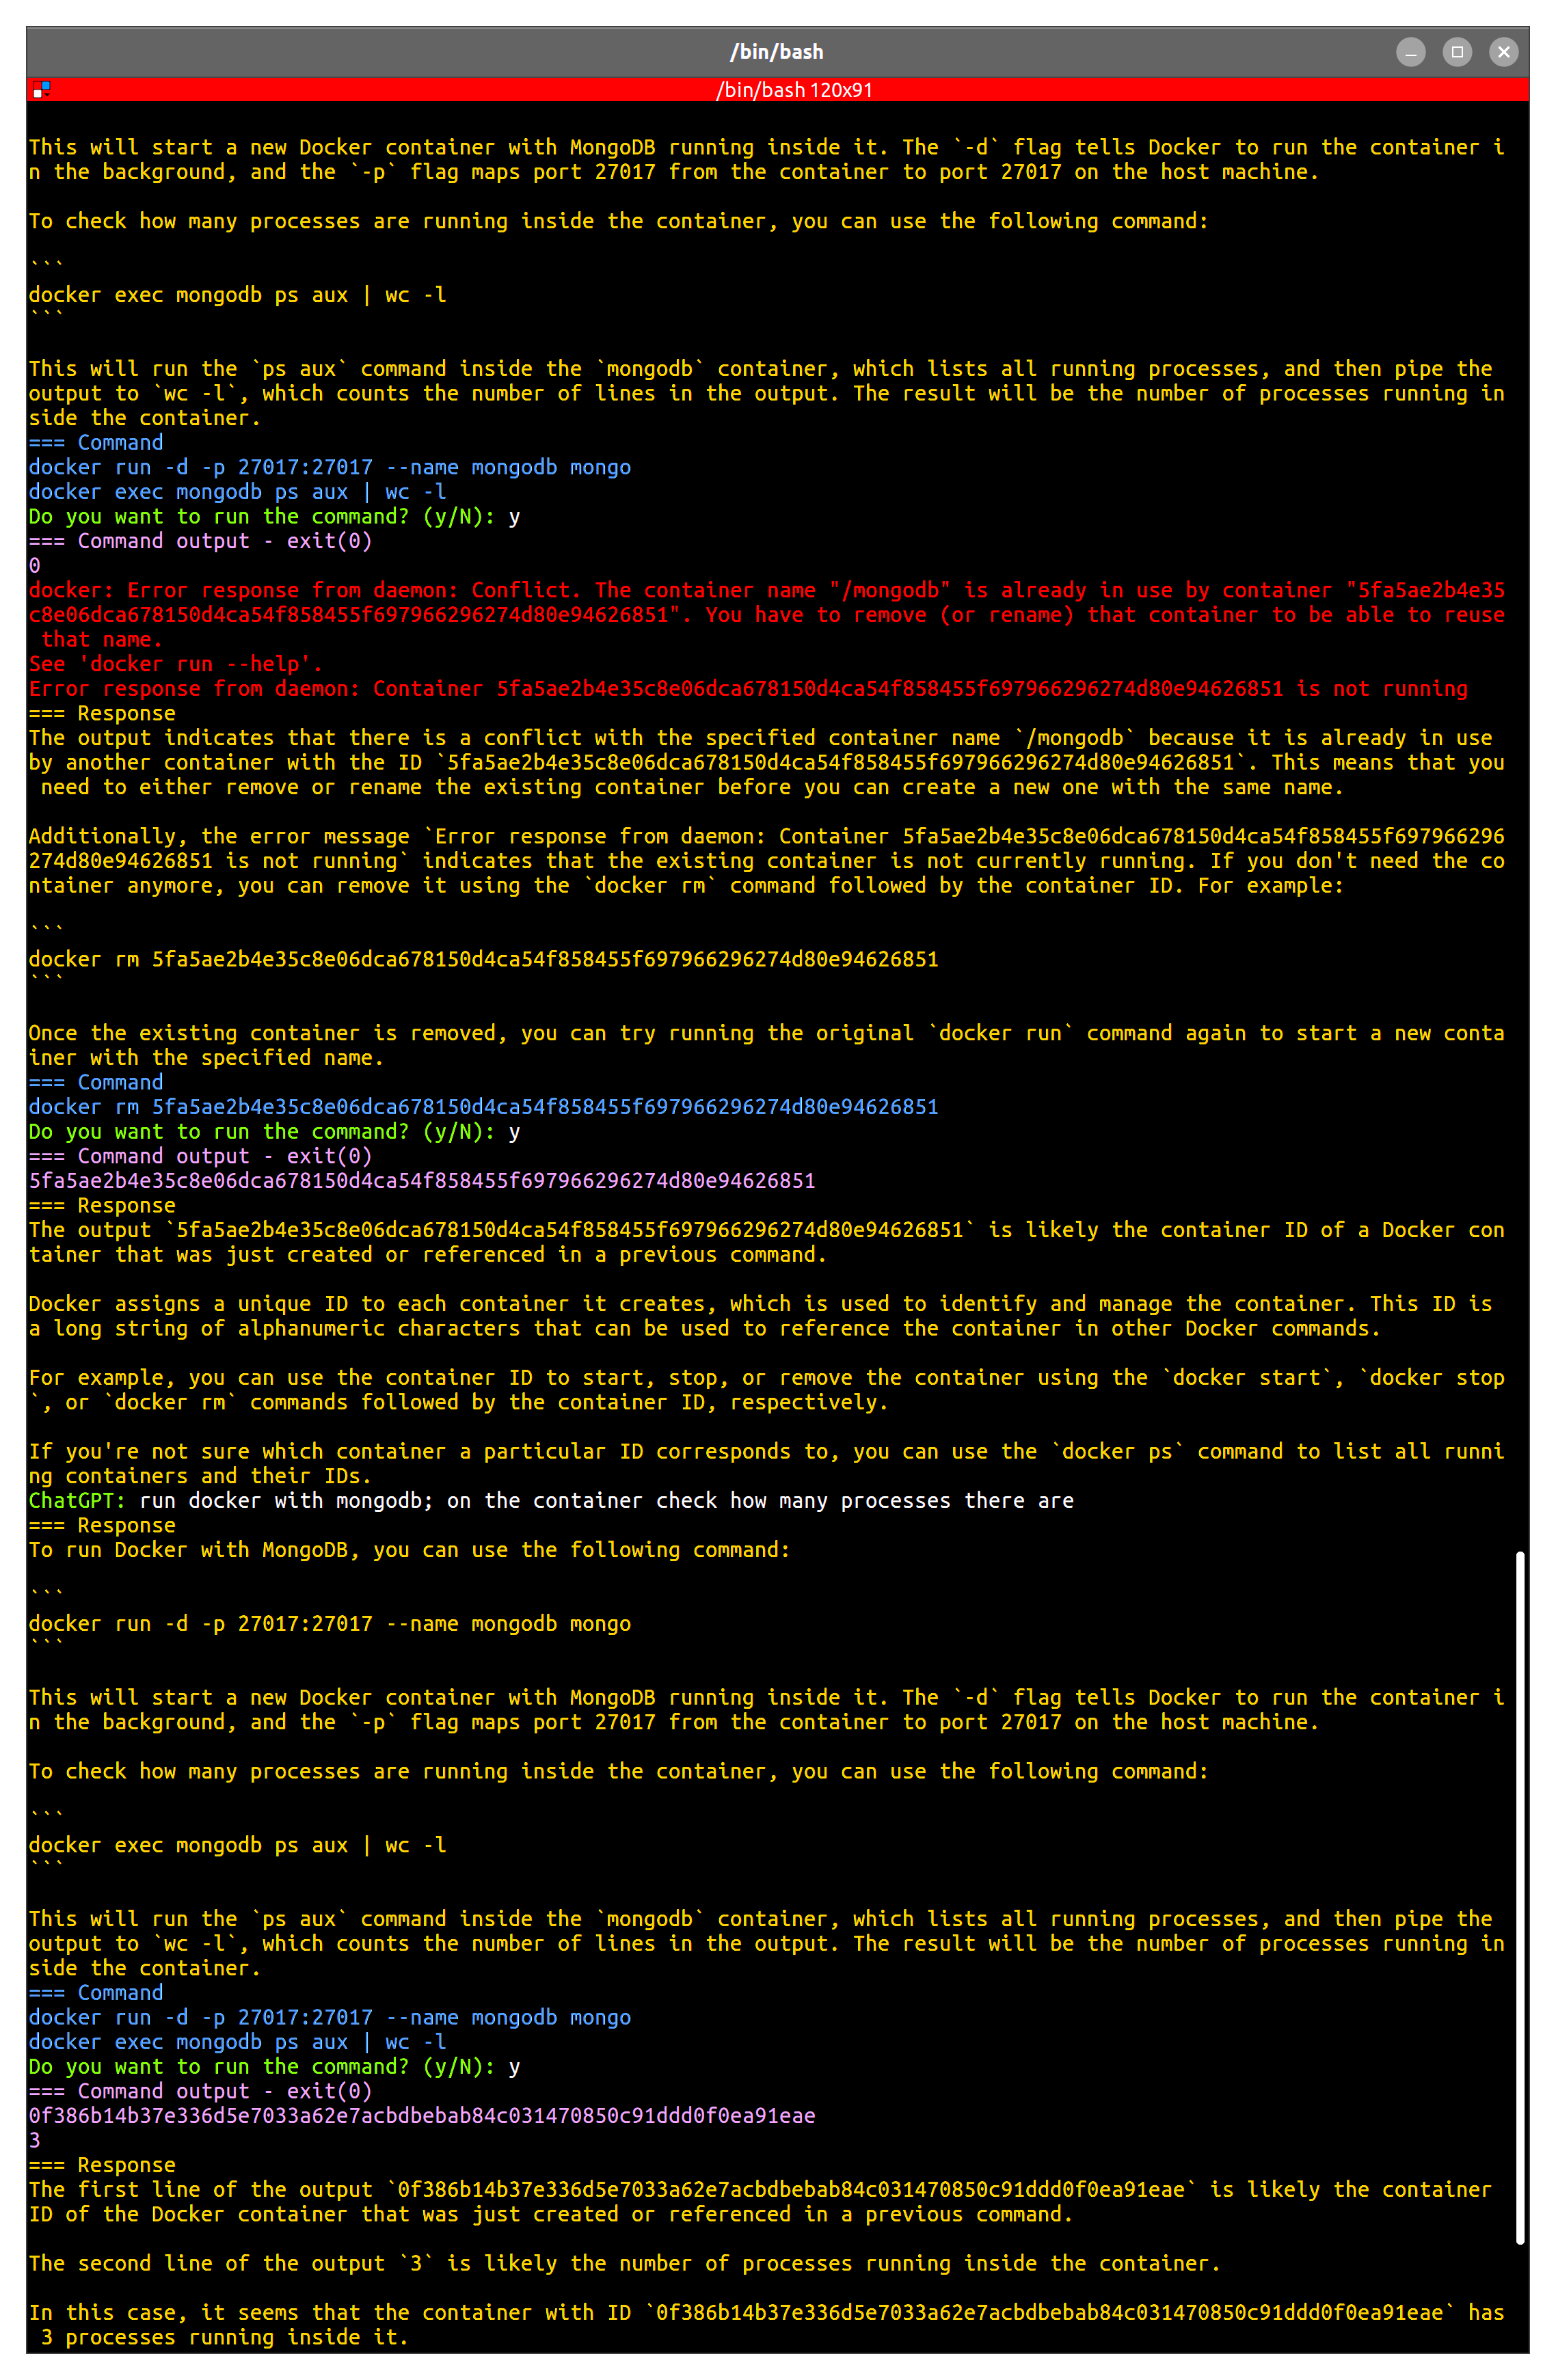 /bin/bash
/bin/bash 120x91
This will start a new Docker container with MongoDB running inside it. The `-d` flag tells Docker to run the container i
n the background, and the `-p` flag maps port 27017 from the container to port 27017 on the host machine.
To check how many processes are running inside the container, you can use the following command:
```
docker exec mongodb ps aux | wc -l
```
This will run the `ps aux` command inside the `mongodb` container, which lists all running processes, and then pipe the
output to `wc -l`, which counts the number of lines in the output. The result will be the number of processes running in
side the container.
=== Command
docker run -d -p 27017:27017 --name mongodb mongo
docker exec mongodb ps aux | wc -l
Do you want to run the command? (y/N): y
=== Command output - exit(0)
0
docker: Error response from daemon: Conflict. The container name "/mongodb" is already in use by container "5fa5ae2b4e35
c8e06dca678150d4ca54f858455f697966296274d80e94626851". You have to remove (or rename) that container to be able to reuse
 that name.
See 'docker run --help'.
Error response from daemon: Container 5fa5ae2b4e35c8e06dca678150d4ca54f858455f697966296274d80e94626851 is not running
=== Response
The output indicates that there is a conflict with the specified container name `/mongodb` because it is already in use
by another container with the ID `5fa5ae2b4e35c8e06dca678150d4ca54f858455f697966296274d80e94626851`. This means that you
 need to either remove or rename the existing container before you can create a new one with the same name.
Additionally, the error message `Error response from daemon: Container 5fa5ae2b4e35c8e06dca678150d4ca54f858455f697966296
274d80e94626851 is not running` indicates that the existing container is not currently running. If you don't need the co
ntainer anymore, you can remove it using the `docker rm` command followed by the container ID. For example:
```
docker rm 5fa5ae2b4e35c8e06dca678150d4ca54f858455f697966296274d80e94626851
```
Once the existing container is removed, you can try running the original `docker run` command again to start a new conta
iner with the specified name.
=== Command
docker rm 5fa5ae2b4e35c8e06dca678150d4ca54f858455f697966296274d80e94626851
Do you want to run the command? (y/N): y
=== Command output - exit(0)
5fa5ae2b4e35c8e06dca678150d4ca54f858455f697966296274d80e94626851
=== Response
The output `5fa5ae2b4e35c8e06dca678150d4ca54f858455f697966296274d80e94626851` is likely the container ID of a Docker con
tainer that was just created or referenced in a previous command.
Docker assigns a unique ID to each container it creates, which is used to identify and manage the container. This ID is
a long string of alphanumeric characters that can be used to reference the container in other Docker commands.
For example, you can use the container ID to start, stop, or remove the container using the `docker start`, `docker stop
`, or `docker rm` commands followed by the container ID, respectively.
If you're not sure which container a particular ID corresponds to, you can use the `docker ps` command to list all runni
ng containers and their IDs.
ChatGPT: run docker with mongodb; on the container check how many processes there are
=== Response
To run Docker with MongoDB, you can use the following command:
```
docker run -d -p 27017:27017 --name mongodb mongo
```
This will start a new Docker container with MongoDB running inside it. The `-d` flag tells Docker to run the container i
n the background, and the `-p` flag maps port 27017 from the container to port 27017 on the host machine.
To check how many processes are running inside the container, you can use the following command:
```
docker exec mongodb ps aux | wc -l
```
This will run the `ps aux` command inside the `mongodb` container, which lists all running processes, and then pipe the
output to `wc -l`, which counts the number of lines in the output. The result will be the number of processes running in
side the container.
=== Command
docker run -d -p 27017:27017 --name mongodb mongo
docker exec mongodb ps aux | wc -l
Do you want to run the command? (y/N): y
=== Command output - exit(0)
0f386b14b37e336d5e7033a62e7acbdbebab84c031470850c91ddd0f0ea91eae
3
=== Response
The first line of the output `0f386b14b37e336d5e7033a62e7acbdbebab84c031470850c91ddd0f0ea91eae` is likely the container
ID of the Docker container that was just created or referenced in a previous command.
The second line of the output `3` is likely the number of processes running inside the container.
In this case, it seems that the container with ID `0f386b14b37e336d5e7033a62e7acbdbebab84c031470850c91ddd0f0ea91eae` has
 3 processes running inside it.